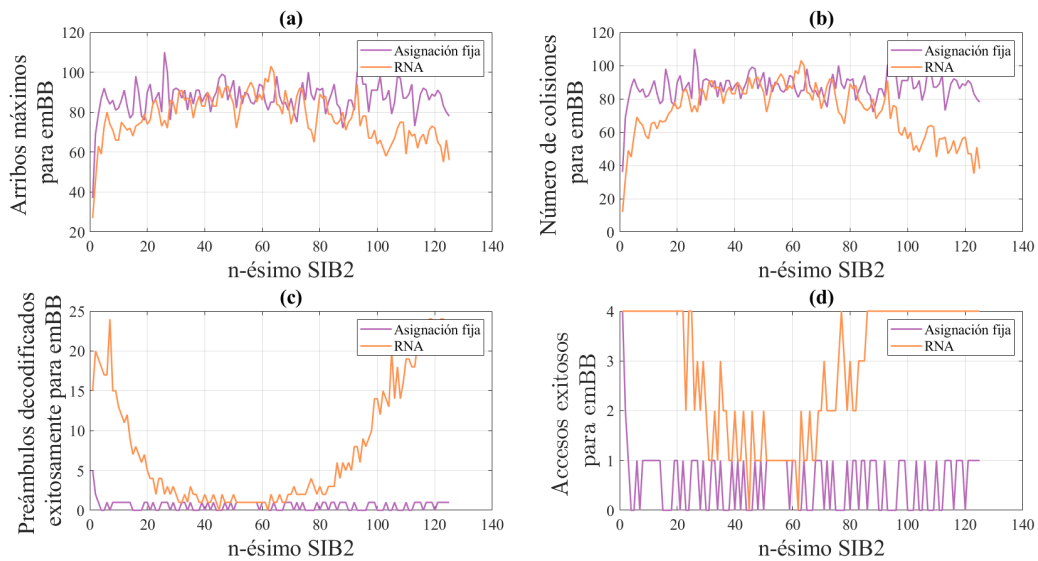 (a)
Arribos máximos
para emBB
120
100
80
60
40
20
0
20
40
60
80
100
120
140
n-ésimo SIB2
Asignación fija
RNA
(b)
Número de colisiones
para emBB
120
100
80
60
40
20
0
0
20
40
60
80
100
120
140
n-ésimo SIB2
Asignación fija
RNA
(c)
Preámbulos decodificados
exitosamente para emBB
25
20
15
10
5
0
0
20
40
60
80
100
120
140
n-ésimo SIB2
Asignación fija
RNA
(d)
Accesos exitosos
para emBB
4
3
2
1
0
0
20
40
60
80
100
120
140
n-ésimo SIB2
Asignación fija
RNA